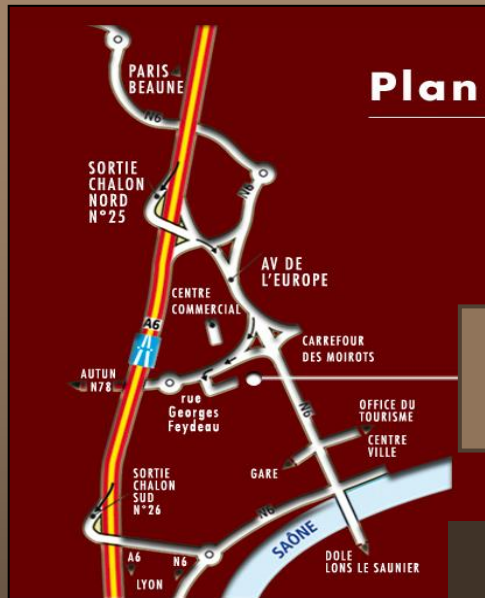 Plan
PARIS
BEAUNE
N6
SORTIE
CHALON
NORD
N°25
N6
AV DE
L'EUROPE
CENTRE
COMMERCIAL
A6
CARREFOUR
DES MOIROTS
AUTUN
N78
rue
Georges
Feydeau
N6
OFFICE DU
TOURISME
CENTRE
VILLE
GARE
SORTIE
CHALON
SUD
N°26
N6
SAÔNE
A6
N6
LYON
DOLE
LONS LE SAUNIER